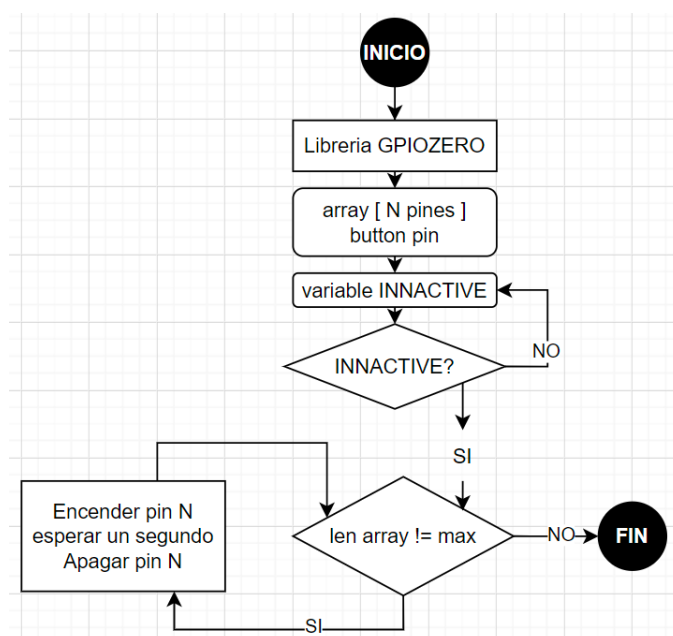 INICIO
Libreria GPIOZERO
array [ N pines ]
button pin
variable INNACTIVE
INNACTIVE?
NO
SI
Encender pin N
esperar un segundo
Apagar pin N
len array != max
NO
FIN
SI